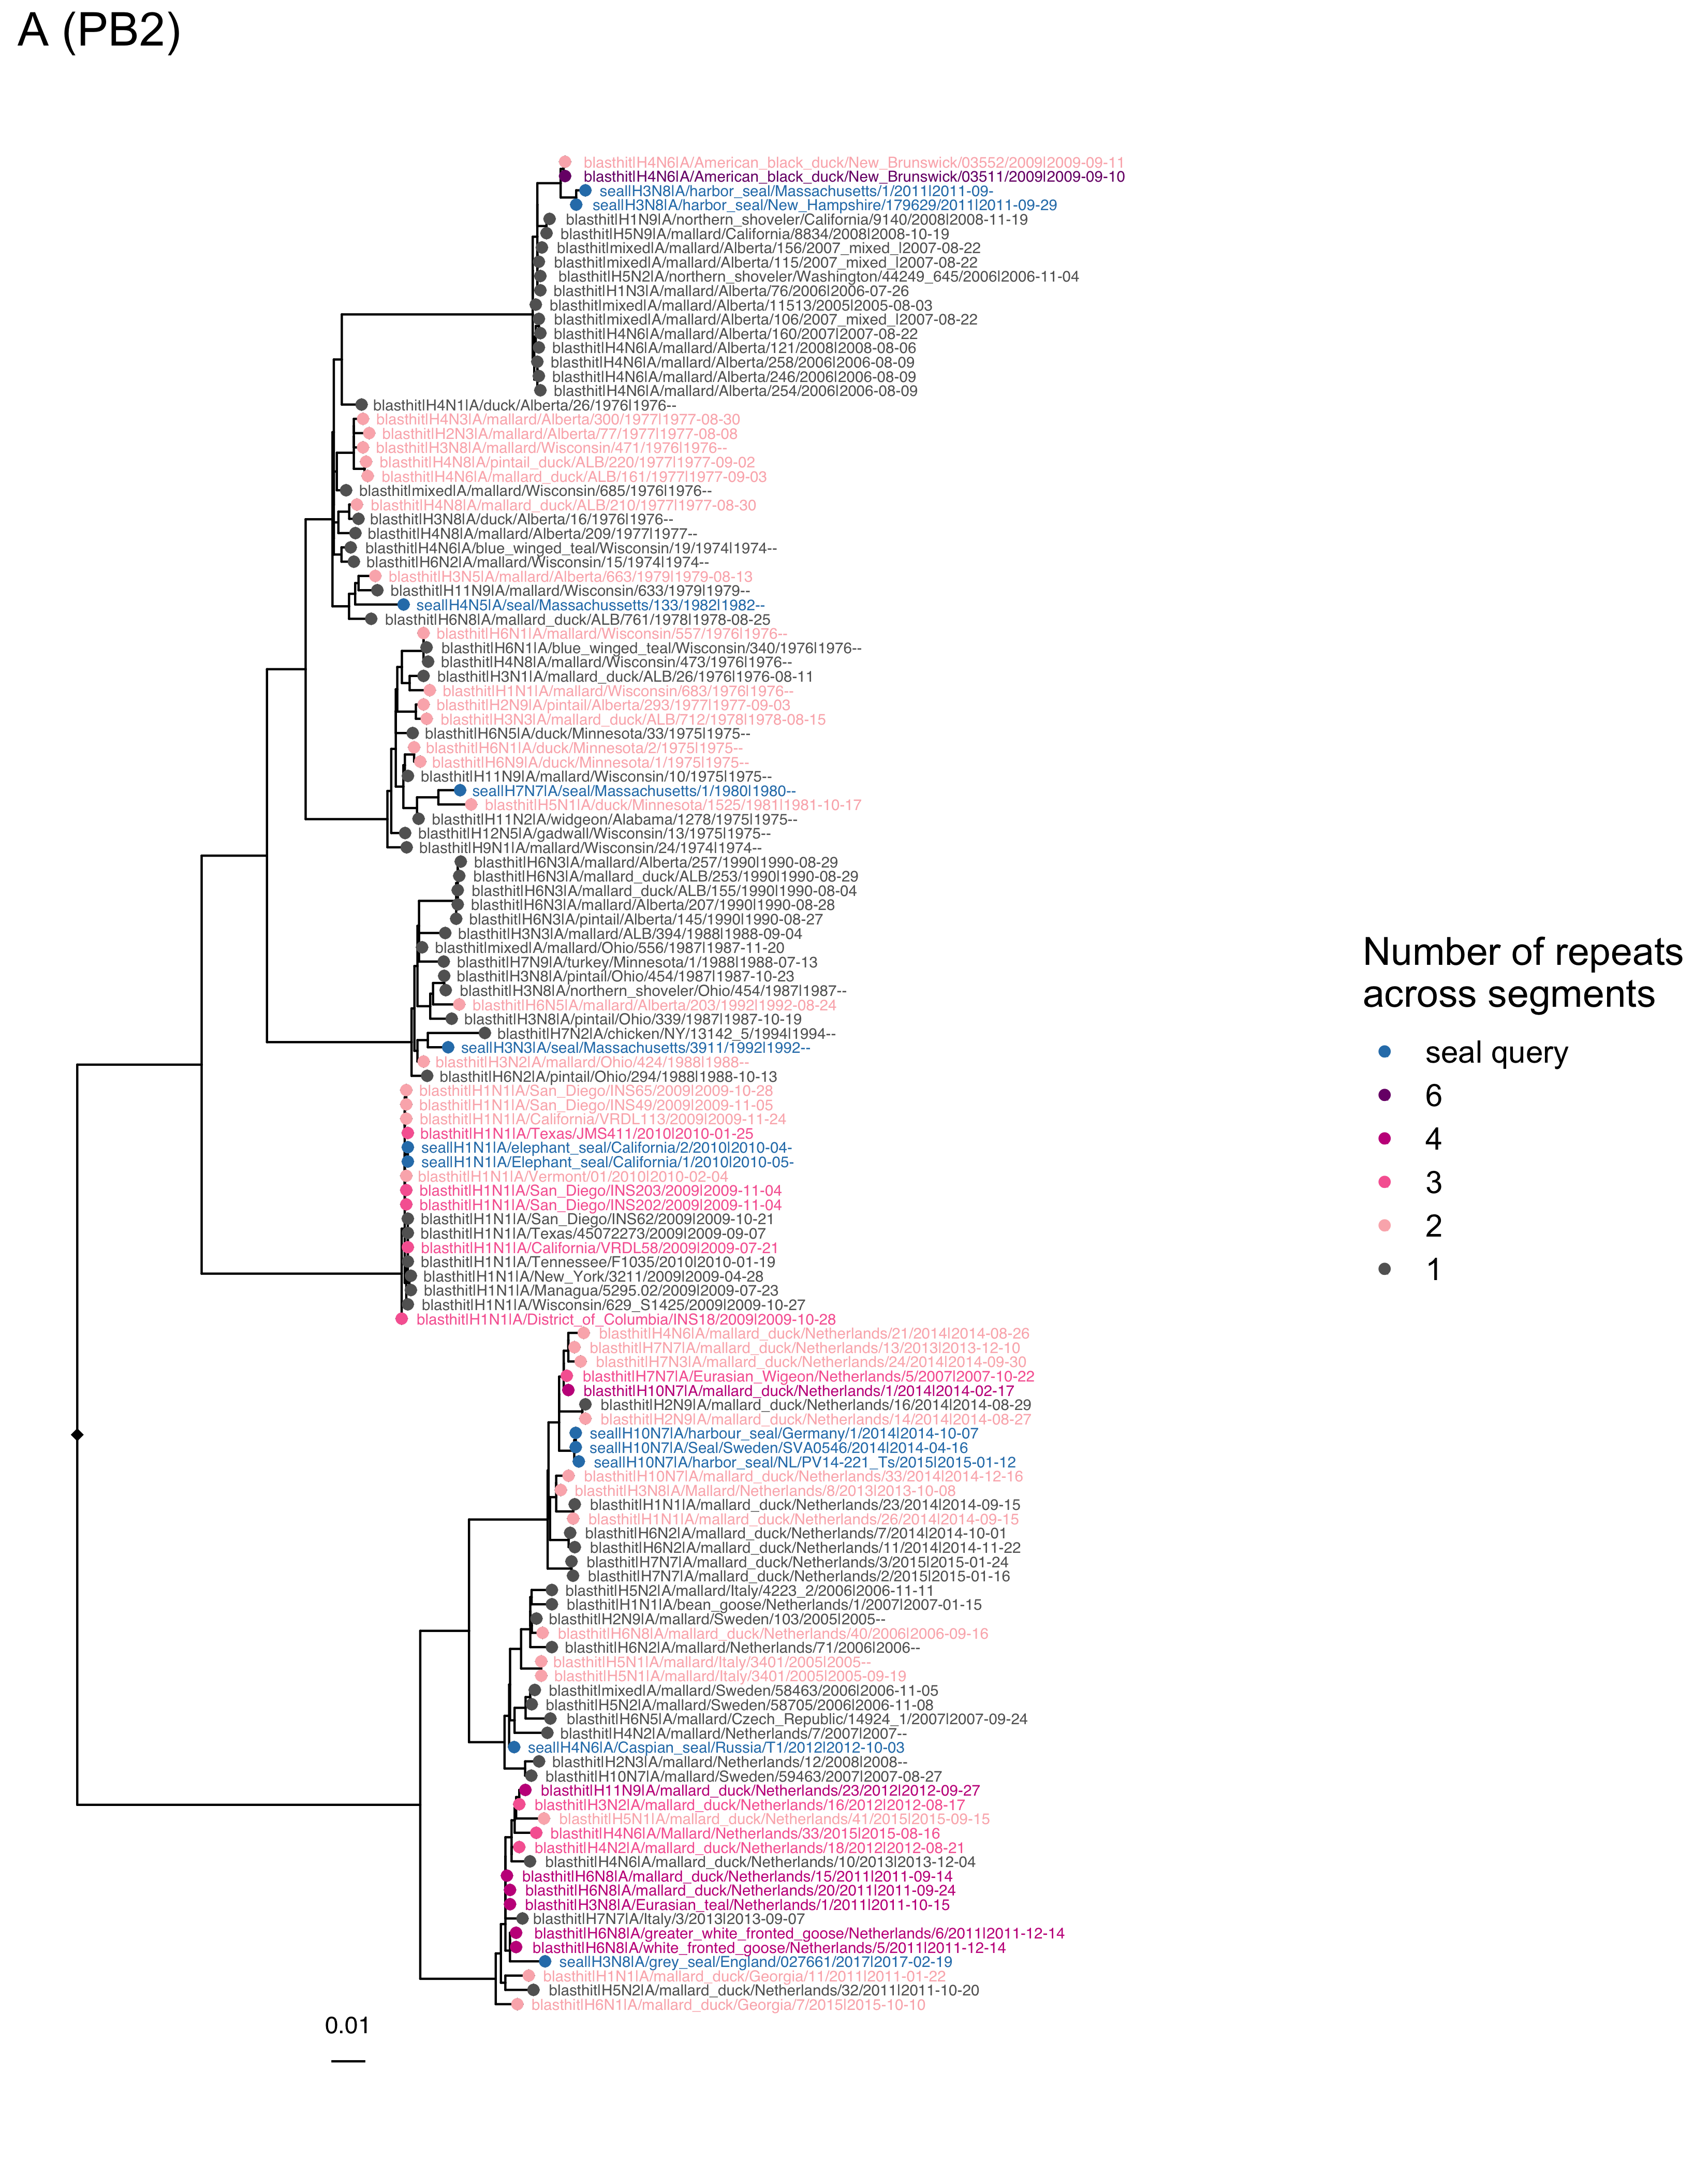 A (PB2)
blasthit|H4N6|A/American_black_duck/New_Brunswick/03552/2009|2009-09-11
blasthit|H4N6|A/American_black_duck/New_Brunswick/03511/2009|2009-09-10
seal|H3N8|A/harbor_seal/Massachusetts/1/2011|2011-09-
seal|H3N8|A/harbor_seal/New_Hampshire/179629/2011|2011-09-29
blasthit|H1N9|A/northern_shoveler/California/9140/2008|2008-11-19
blasthit|H5N9|A/mallard/California/8834/2008|2008-10-19
blasthit|mixed|A/mallard/Alberta/156/2007_mixed_|2007-08-22
blasthit|mixed|A/mallard/Alberta/115/2007_mixed_|2007-08-22
blasthit|H5N2|A/northern_shoveler/Washington/44249_645/2006|2006-11-04
blasthit|H1N3|A/mallard/Alberta/76/2006|2006-07-26
blasthit|mixed|A/mallard/Alberta/11513/2005|2005-08-03
blasthit|mixed|A/mallard/Alberta/106/2007_mixed_|2007-08-22
blasthit|H4N6|A/mallard/Alberta/160/2007|2007-08-22
blasthit|H4N6|A/mallard/Alberta/121/2008|2008-08-06
blasthit|H4N6|A/mallard/Alberta/258/2006|2006-08-09
blasthit|H4N6|A/mallard/Alberta/246/2006|2006-08-09
blasthit|H4N6|A/mallard/Alberta/254/2006|2006-08-09
blasthit|H4N1|A/duck/Alberta/26/1976|1976--
blasthit|H4N3|A/mallard/Alberta/300/1977|1977-08-30
blasthit|H2N3|A/mallard/Alberta/77/1977|1977-08-08
blasthit|H3N8|A/mallard/Wisconsin/471/1976|1976--
blasthit|H4N8|A/pintail_duck/ALB/220/1977|1977-09-02
blasthit|H4N6|A/mallard_duck/ALB/161/1977|1977-09-03
blasthit|mixed|A/mallard/Wisconsin/685/1976|1976--
blasthit|H4N8|A/mallard_duck/ALB/210/1977|1977-08-30
blasthit|H3N8|A/duck/Alberta/16/1976|1976--
blasthit|H4N8|A/mallard/Alberta/209/1977|1977--
blasthit|H4N6|A/blue_winged_teal/Wisconsin/19/1974|1974--
blasthit|H6N2|A/mallard/Wisconsin/15/1974|1974--
blasthit|H3N5|A/mallard/Alberta/663/1979|1979-08-13
blasthit|H11N9|A/mallard/Wisconsin/633/1979|1979--
seal|H4N5|A/seal/Massachussetts/133/1982|1982--
blasthit|H6N8|A/mallard_duck/ALB/761/1978|1978-08-25
blasthit|H6N1|A/mallard/Wisconsin/557/1976|1976--
blasthit|H6N1|A/blue_winged_teal/Wisconsin/340/1976|1976--
blasthit|H4N8|A/mallard/Wisconsin/473/1976|1976--
blasthit|H3N1|A/mallard_duck/ALB/26/1976|1976-08-11
blasthit|H1N1|A/mallard/Wisconsin/683/1976|1976--
blasthit|H2N9|A/pintail/Alberta/293/1977|1977-09-03
blasthit|H3N3|A/mallard_duck/ALB/712/1978|1978-08-15
blasthit|H6N5|A/duck/Minnesota/33/1975|1975--
blasthit|H6N1|A/duck/Minnesota/2/1975|1975--
blasthit|H6N9|A/duck/Minnesota/1/1975|1975--
blasthit|H11N9|A/mallard/Wisconsin/10/1975|1975--
seal|H7N7|A/seal/Massachusetts/1/1980|1980--
blasthit|H5N1|A/duck/Minnesota/1525/1981|1981-10-17
blasthit|H11N2|A/widgeon/Alabama/1278/1975|1975--
blasthit|H12N5|A/gadwall/Wisconsin/13/1975|1975--
blasthit|H9N1|A/mallard/Wisconsin/24/1974|1974--
blasthit|H6N3|A/mallard/Alberta/257/1990|1990-08-29
blasthit|H6N3|A/mallard_duck/ALB/253/1990|1990-08-29
blasthit|H6N3|A/mallard_duck/ALB/155/1990|1990-08-04
blasthit|H6N3|A/mallard/Alberta/207/1990|1990-08-28
blasthit|H6N3|A/pintail/Alberta/145/1990|1990-08-27
blasthit|H3N3|A/mallard/ALB/394/1988|1988-09-04
blasthit|mixed|A/mallard/Ohio/556/1987|1987-11-20
blasthit|H7N9|A/turkey/Minnesota/1/1988|1988-07-13
blasthit|H3N8|A/pintail/Ohio/454/1987|1987-10-23
blasthit|H3N8|A/northern_shoveler/Ohio/454/1987|1987--
blasthit|H6N5|A/mallard/Alberta/203/1992|1992-08-24
blasthit|H3N8|A/pintail/Ohio/339/1987|1987-10-19
blasthit|H7N2|A/chicken/NY/13142_5/1994|1994--
seal|H3N3|A/seal/Massachusetts/3911/1992|1992--
blasthit|H3N2|A/mallard/Ohio/424/1988|1988--
blasthit|H6N2|A/pintail/Ohio/294/1988|1988-10-13
blasthit|H1N1|A/San_Diego/INS65/2009|2009-10-28
blasthit|H1N1|A/San_Diego/INS49/2009|2009-11-05
blasthit|H1N1|A/California/VRDL113/2009|2009-11-24
blasthit|H1N1|A/Texas/JMS411/2010|2010-01-25
seal|H1N1|A/elephant_seal/California/2/2010|2010-04-
seal|H1N1|A/Elephant_seal/California/1/2010|2010-05-
blasthit|H1N1|A/Vermont/01/2010|2010-02-04
blasthit|H1N1|A/San_Diego/INS203/2009|2009-11-04
blasthit|H1N1|A/San_Diego/INS202/2009|2009-11-04
blasthit|H1N1|A/San_Diego/INS62/2009|2009-10-21
blasthit|H1N1|A/Texas/45072273/2009|2009-09-07
blasthit|H1N1|A/California/VRDL58/2009|2009-07-21
blasthit|H1N1|A/Tennessee/F1035/2010|2010-01-19
blasthit|H1N1|A/New_York/3211/2009|2009-04-28
blasthit|H1N1|A/Managua/5295.02/2009|2009-07-23
blasthit|H1N1|A/Wisconsin/629_S1425/2009|2009-10-27
blasthit|H1N1|A/District_of_Columbia/INS18/2009|2009-10-28
blasthit|H4N6|A/mallard_duck/Netherlands/21/2014|2014-08-26
blasthit|H7N7|A/mallard_duck/Netherlands/13/2013|2013-12-10
blasthit|H7N3|A/mallard_duck/Netherlands/24/2014|2014-09-30
blasthit|H7N7|A/Eurasian_Wigeon/Netherlands/5/2007|2007-10-22
blasthit|H10N7|A/mallard_duck/Netherlands/1/2014|2014-02-17
blasthit|H2N9|A/mallard_duck/Netherlands/16/2014|2014-08-29
blasthit|H2N9|A/mallard_duck/Netherlands/14/2014|2014-08-27
seal|H10N7|A/harbour_seal/Germany/1/2014|2014-10-07
seal|H10N7|A/Seal/Sweden/SVA0546/2014|2014-04-16
seal|H10N7|A/harbor_seal/NL/PV14-221_Ts/2015|2015-01-12
blasthit|H10N7|A/mallard_duck/Netherlands/33/2014|2014-12-16
blasthit|H3N8|A/Mallard/Netherlands/8/2013|2013-10-08
blasthit|H1N1|A/mallard_duck/Netherlands/23/2014|2014-09-15
blasthit|H1N1|A/mallard_duck/Netherlands/26/2014|2014-09-15
blasthit|H6N2|A/mallard_duck/Netherlands/7/2014|2014-10-01
blasthit|H6N2|A/mallard_duck/Netherlands/11/2014|2014-11-22
blasthit|H7N7|A/mallard_duck/Netherlands/3/2015|2015-01-24
blasthit|H7N7|A/mallard_duck/Netherlands/2/2015|2015-01-16
blasthit|H5N2|A/mallard/Italy/4223_2/2006|2006-11-11
blasthit|H1N1|A/bean_goose/Netherlands/1/2007|2007-01-15
blasthit|H2N9|A/mallard/Sweden/103/2005|2005--
blasthit|H6N8|A/mallard_duck/Netherlands/40/2006|2006-09-16
blasthit|H6N2|A/mallard/Netherlands/71/2006|2006--
blasthit|H5N1|A/mallard/Italy/3401/2005|2005--
blasthit|H5N1|A/mallard/Italy/3401/2005|2005-09-19
blasthit|mixed|A/mallard/Sweden/58463/2006|2006-11-05
blasthit|H5N2|A/mallard/Sweden/58705/2006|2006-11-08
blasthit|H6N5|A/mallard/Czech_Republic/14924_1/2007|2007-09-24
blasthit|H4N2|A/mallard/Netherlands/7/2007|2007--
seal|H4N6|A/Caspian_seal/Russia/T1/2012|2012-10-03
blasthit|H2N3|A/mallard/Netherlands/12/2008|2008--
blasthit|H10N7|A/mallard/Sweden/59463/2007|2007-08-27
blasthit|H11N9|A/mallard_duck/Netherlands/23/2012|2012-09-27
blasthit|H3N2|A/mallard_duck/Netherlands/16/2012|2012-08-17
blasthit|H5N1|A/mallard_duck/Netherlands/41/2015|2015-09-15
blasthit|H4N6|A/Mallard/Netherlands/33/2015|2015-08-16
blasthit|H4N2|A/mallard_duck/Netherlands/18/2012|2012-08-21
blasthit|H4N6|A/mallard_duck/Netherlands/10/2013|2013-12-04
blasthit|H6N8|A/mallard_duck/Netherlands/15/2011|2011-09-14
blasthit|H6N8|A/mallard_duck/Netherlands/20/2011|2011-09-24
blasthit|H3N8|A/Eurasian_teal/Netherlands/1/2011|2011-10-15
blasthit|H7N7|A/Italy/3/2013|2013-09-07
blasthit|H6N8|A/greater_white_fronted_goose/Netherlands/6/2011|2011-12-14
blasthit|H6N8|A/white_fronted_goose/Netherlands/5/2011|2011-12-14
seal|H3N8|A/grey_seal/England/027661/2017|2017-02-19
blasthit|H1N1|A/mallard_duck/Georgia/11/2011|2011-01-22
blasthit|H5N2|A/mallard_duck/Netherlands/32/2011|2011-10-20
blasthit|H6N1|A/mallard_duck/Georgia/7/2015|2015-10-10
0.01
Number of repeats
across segments
seal query
6
4
3
2
1